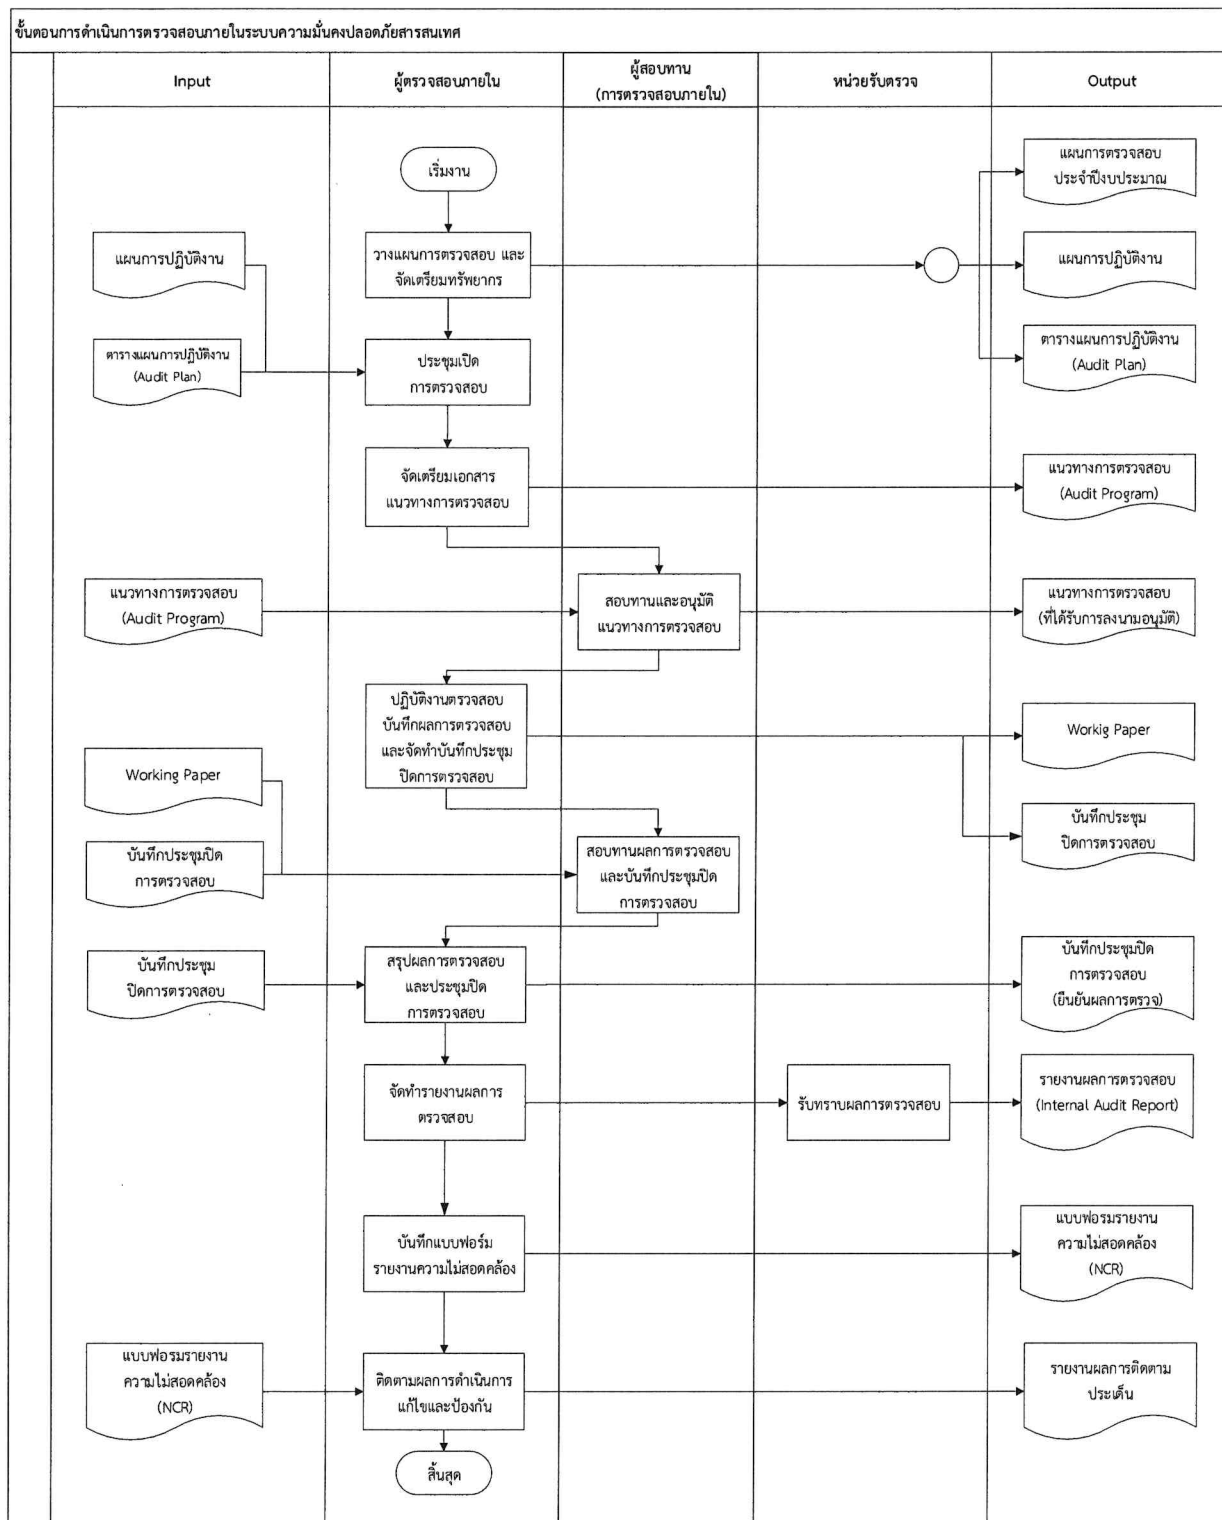 ขั้นตอนการดำเนินการตรวจสอบภายในระบบความมั่นคงปลอดภัยสารสนเทศ
Input
ผู้ตรวจสอบภายใน
ผู้สอบทาน
(การตรวจสอบภายใน)
หน่วยรับตรวจ
Output
เริ่มงาน
แผนการตรวจสอบ
ประจำปีงบประมาณ
แผนการปฏิบัติงาน
วางแผนการตรวจสอบ และ
จัดเตรียมทรัพยากร
แผนการปฏิบัติงาน
ตารางแผนการปฏิบัติงาน
(Audit Plan)
ประชุมเปิด
การตรวจสอบ
ตารางแผนการปฏิบัติงาน
(Audit Plan)
จัดเตรียมเอกสาร
แนวทางการตรวจสอบ
แนวทางการตรวจสอบ
(Audit Program)
แนวทางการตรวจสอบ
(Audit Program)
สอบทานและอนุมัติ
แนวทางการตรวจสอบ
แนวทางการตรวจสอบ
(ที่ได้รับการลงนามอนุมัติ)
ปฏิบัติงานตรวจสอบ
บันทึกผลการตรวจสอบ
และจัดทำบันทึกประชุม
ปิดการตรวจสอบ
Workig Paper
Working Paper
บันทึกประชุม
ปิดการตรวจสอบ
บันทึกประชุมปิด
การตรวจสอบ
สอบทานผลการตรวจสอบ
และบันทึกประชุมปิด
การตรวจสอบ
บันทึกประชุม
ปิดการตรวจสอบ
สรุปผลการตรวจสอบ
และประชุมปิด
การตรวจสอบ
บันทึกประชุมปิด
การตรวจสอบ
(ยืนยันผลการตรวจ)
จัดทำรายงานผลการ
ตรวจสอบ
รับทราบผลการตรวจสอบ
รายงานผลการตรวจสอบ
(Internal Audit Report)
บันทึกแบบฟอร์ม
รายงานความไม่สอดคล้อง
แบบฟอรมรายงาน
ความไม่สอดคล้อง
(NCR)
แบบฟอรมรายงาน
ความไม่สอดคล้อง
(NCR)
ติดตามผลการดำเนินการ
แก้ไขและป้องกัน
รายงานผลการติดตาม
ประเด็น
สิ้นสุด